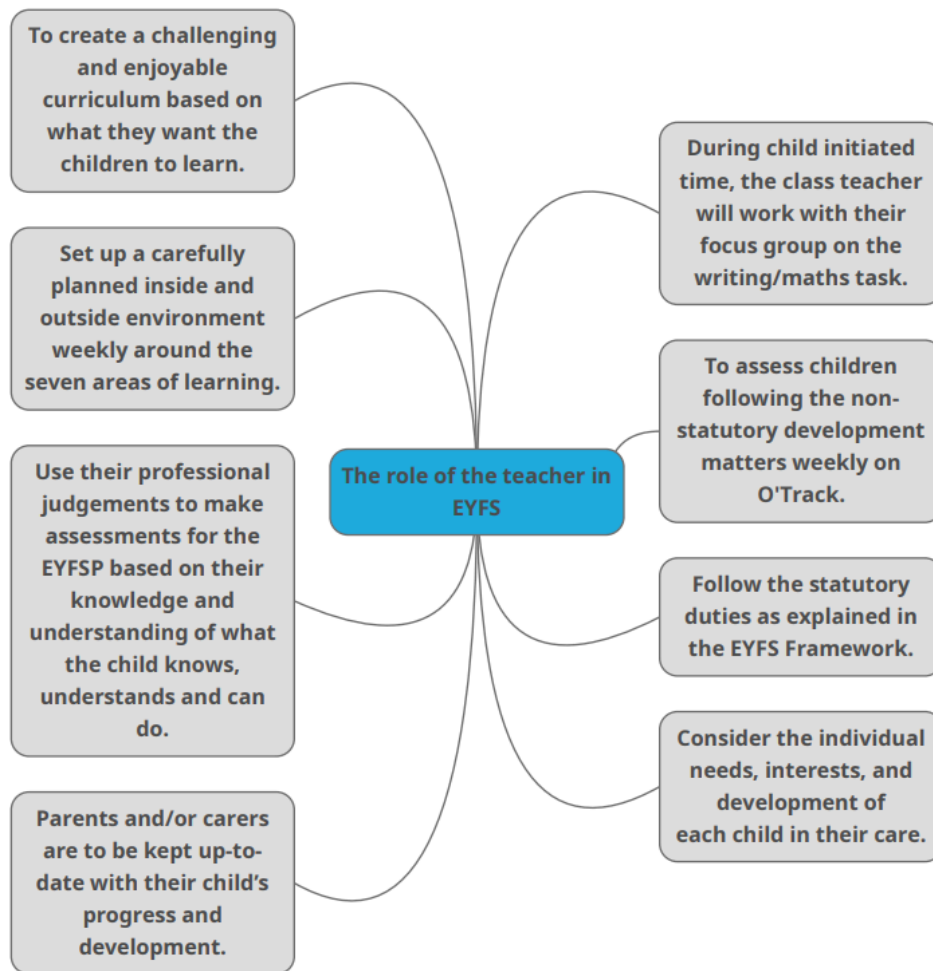 To create a challenging
and enjoyable
curriculum based on
what they want the
children to learn.
Set up a carefully
planned inside and
outside environment
weekly around the
seven areas of learning.
Use their professional
judgements to make
assessments for the
EYFSP based on their
knowledge and
understanding of what
the child knows,
understands and can
do.
Parents and/or carers
are to be kept up-to-
date with their child’s
progress and
development.
The role of the teacher in
EYFS
During child initiated
time, the class teacher
will work with their
focus group on the
writing/maths task.
To assess children
following the non-
statutory development
matters weekly on
O'Track.
Follow the statutory
duties as explained in
the EYFS Framework.
Consider the individual
needs, interests, and
development of
each child in their care.